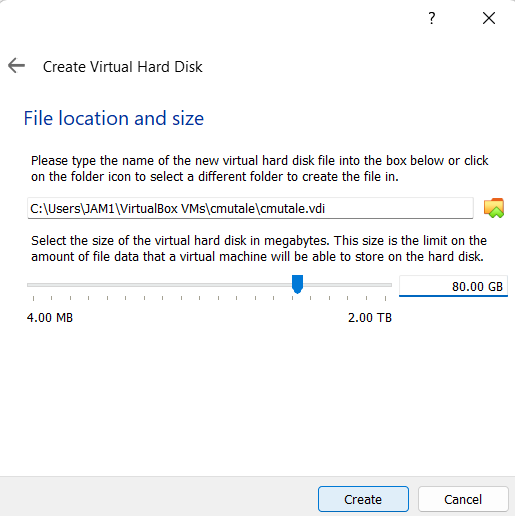 ?
Create Virtual Hard Disk
File location and size
Please type the name of the new virtual hard disk file into the box below or click
on the folder icon to select a different folder to create the file in.
C:\Users\JAM1\VirtualBox VMs\cmutale\cmutale.vdi
Select the size of the virtual hard disk in megabytes. This size is the limit on the
amount of file data that a virtual machine will be able to store on the hard disk.
80.00 GB
4.00 MB 2.00 TB
Create Cancel